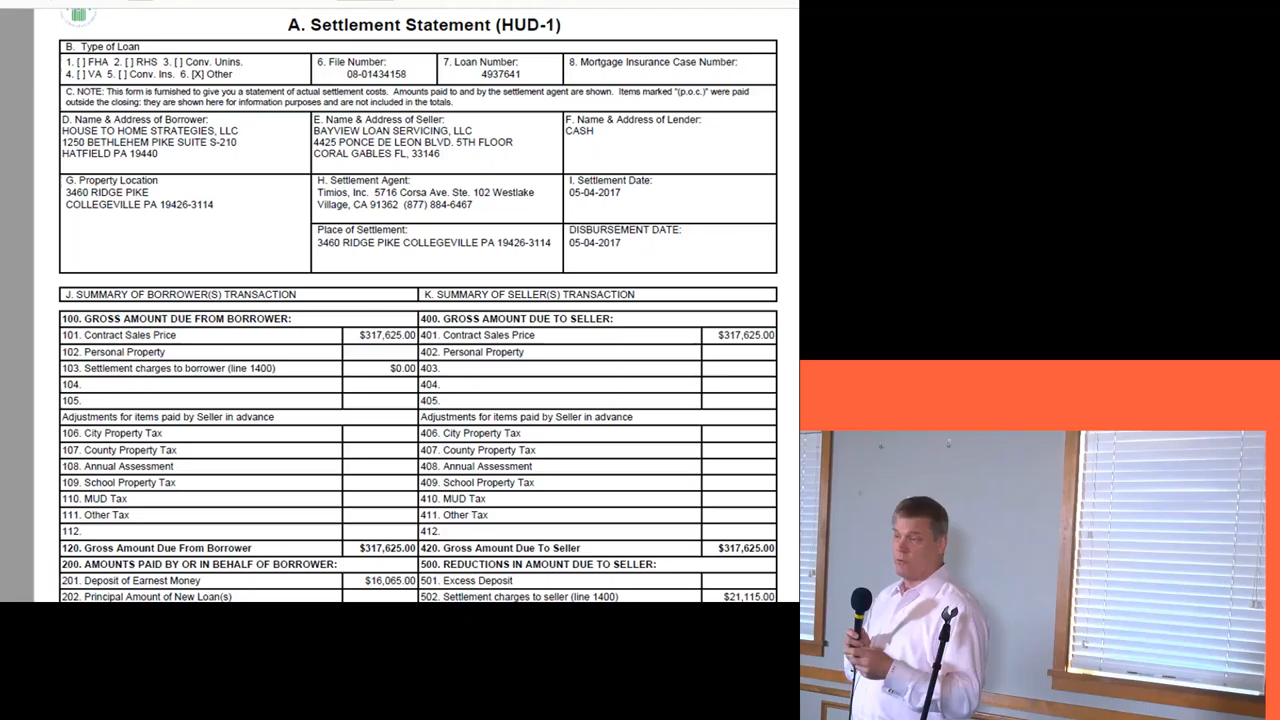 A. Settlement Statement (HUD-1)
B. Type of Loan
1. [ ] FHA 2. [ ] RHS 3. [ ] Conv. Unins.
4. [ ] VA 5. [ ] Conv. Ins. 6. [X] Other
6. File Number:
08-01434158
7. Loan Number:
4937641
8. Mortgage Insurance Case Number:
C. NOTE: This form is furnished to give you a statement of actual settlement costs. Amounts paid to and by the settlement agent are shown. Items marked "(p.o.c.)" were paid
outside the closing: they are shown here for information purposes and are not included in the totals.
D. Name & Address of Borrower:
HOUSE TO HOME STRATEGIES, LLC
1250 BETHLEHEM PIKE SUITE S-210
HATFIELD PA 19440
E. Name & Address of Seller:
BAYVIEW LOAN SERVICING, LLC
4425 PONCE DE LEON BLVD. 5TH FLOOR
CORAL GABLES FL, 33146
F. Name & Address of Lender:
CASH
G. Property Location
3460 RIDGE PIKE
COLLEGEVILLE PA 19426-3114
H. Settlement Agent:
Timios, Inc. 5716 Corsa Ave. Ste. 102 Westlake
Village, CA 91362 (877) 884-6467
I. Settlement Date:
05-04-2017
Place of Settlement:
3460 RIDGE PIKE COLLEGEVILLE PA 19426-3114
DISBURSEMENT DATE:
05-04-2017
J. SUMMARY OF BORROWER(S) TRANSACTION
K. SUMMARY OF SELLER(S) TRANSACTION
100. GROSS AMOUNT DUE FROM BORROWER:
400. GROSS AMOUNT DUE TO SELLER:
101. Contract Sales Price $317,625.00 401. Contract Sales Price $317,625.00
102. Personal Property 402. Personal Property
103. Settlement charges to borrower (line 1400) $0.00 403.
104. 404.
105. 405.
Adjustments for items paid by Seller in advance Adjustments for items paid by Seller in advance
106. City Property Tax 406. City Property Tax
107. County Property Tax 407. County Property Tax
108. Annual Assessment 408. Annual Assessment
109. School Property Tax 409. School Property Tax
110. MUD Tax 410. MUD Tax
111. Other Tax 411. Other Tax
112. 412.
120. Gross Amount Due From Borrower $317,625.00 420. Gross Amount Due To Seller $317,625.00
200. AMOUNTS PAID BY OR IN BEHALF OF BORROWER: 500. REDUCTIONS IN AMOUNT DUE TO SELLER:
201. Deposit of Earnest Money $16,065.00 501. Excess Deposit
202. Principal Amount of New Loan(s) 502. Settlement charges to seller (line 1400) $21,115.00